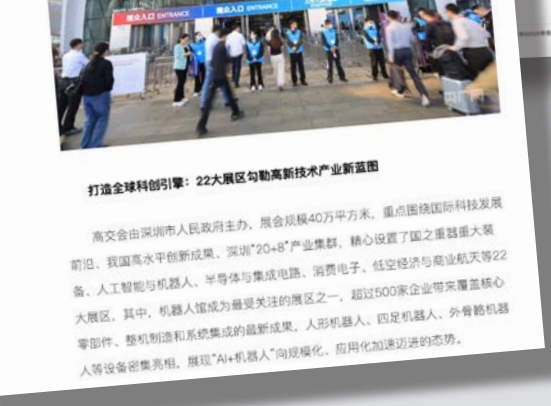 观众入口 ENTRANCE
观众入口 ENTRANCE
央广网
打造全球科创引擎：22大展区勾勒高新技术产业新蓝图
高交会由深圳市人民政府主办，展会规模40万平方米，重点围绕国际科技发展
前沿、我国高水平创新成果、深圳“20+8”产业集群，精心设置了国之重器重大装
备、人工智能与机器人、半导体与集成电路、消费电子、低空经济与商业航天等22
大展区，其中，机器人馆成为最受关注的展区之一，超过500家企业带来覆盖核心
零部件、整机制造和系统集成的最新成果，人形机器人、四足机器人、外骨骼机器
人等设备密集亮相，展现“AI+机器人”向规模化、应用化加速迈进的态势。